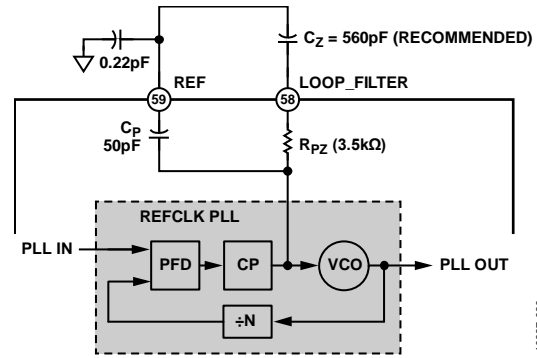 C_Z = 560pF (RECOMMENDED)
0.22pF
REF
LOOP_FILTER
59
58
C_P
50pF
R_PZ (3.5kΩ)
REFCLK PLL
PLL IN
PFD
CP
VCO
PLL OUT
÷N